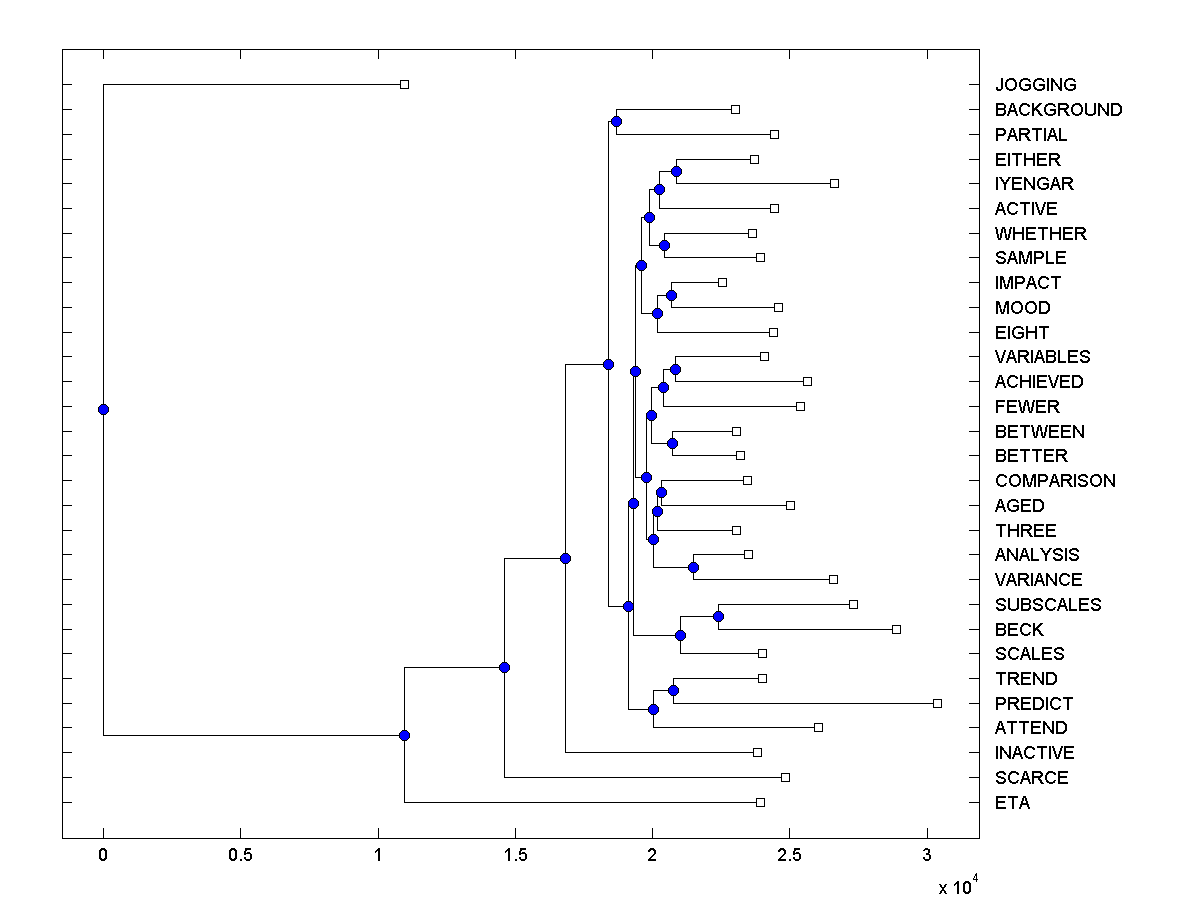 JOGGING
BACKGROUND
PARTIAL
EITHER
IYENGAR
ACTIVE
WHETHER
SAMPLE
IMPACT
MOOD
EIGHT
VARIABLES
ACHIEVED
FEWER
BETWEEN
BETTER
COMPARISON
AGED
THREE
ANALYSIS
VARIANCE
SUBSCALES
BECK
SCALES
TREND
PREDICT
ATTEND
INACTIVE
SCARCE
ETA
0 0.5 1 1.5 2 2.5 3
x 10^4